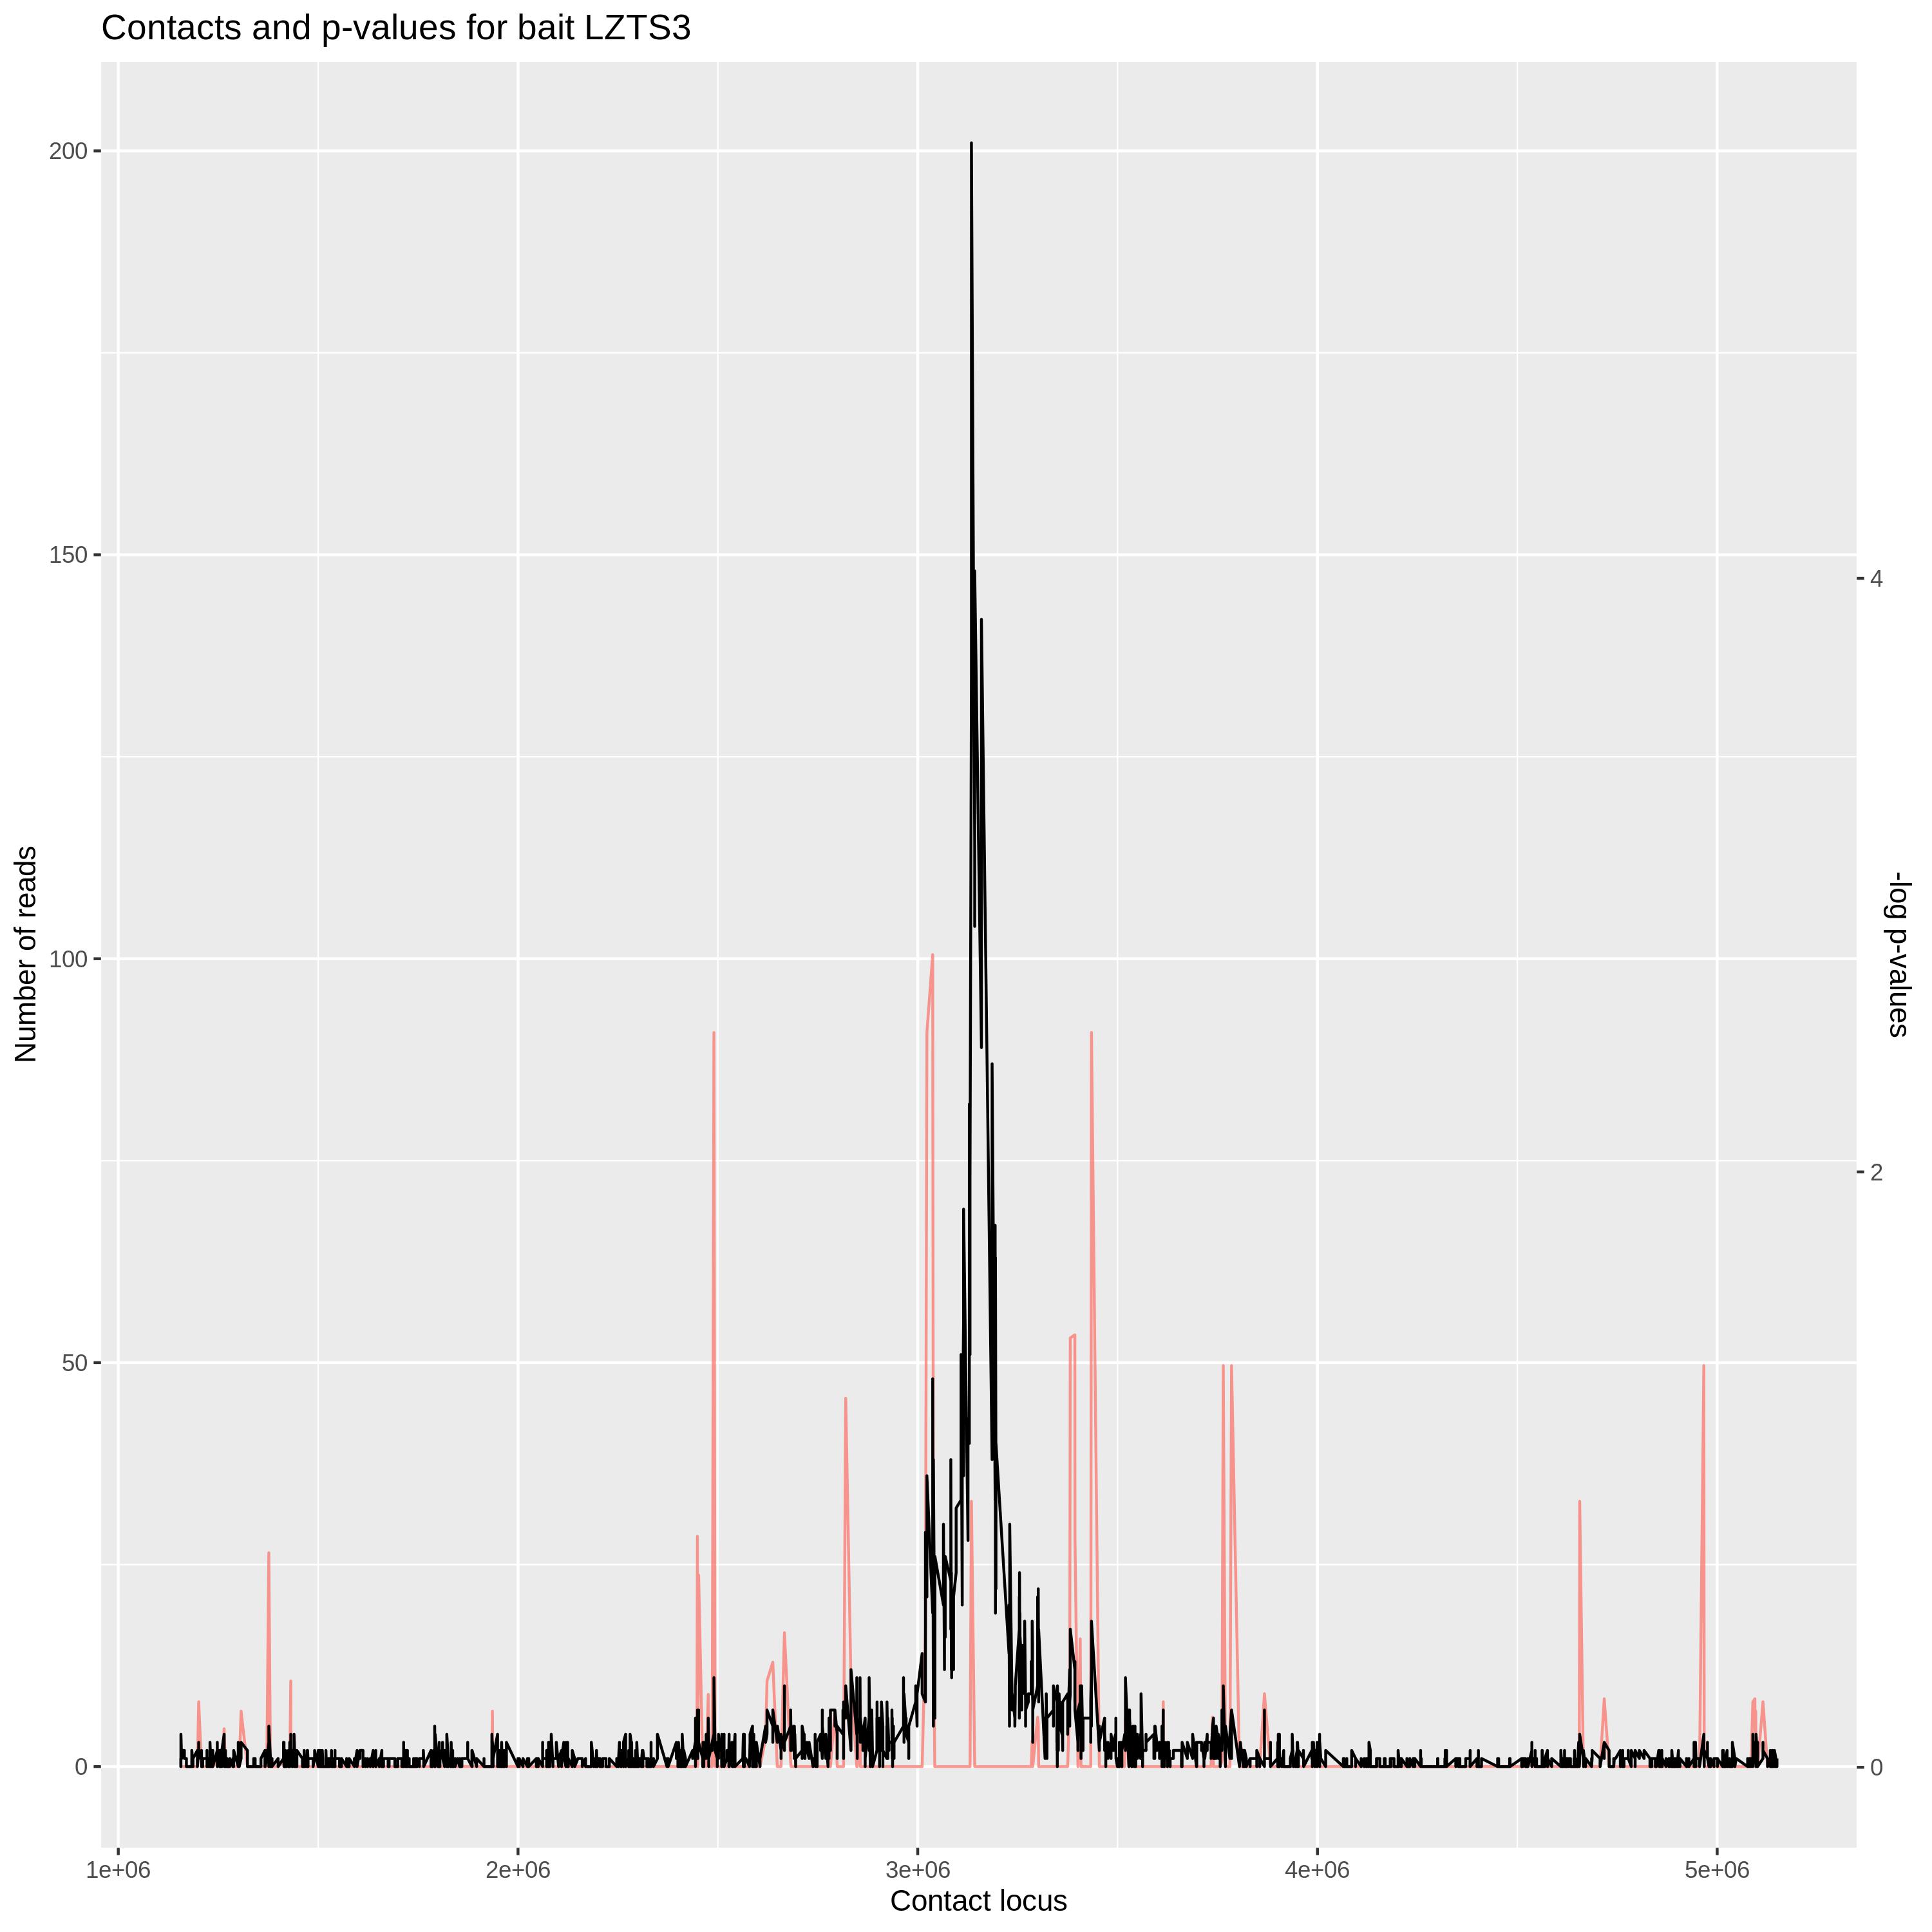 Contacts and p-values for bait LZTS3
200
150
100
50
0
Number of reads
4
2
0
-log p-values
1e+06
2e+06
3e+06
4e+06
5e+06
Contact locus